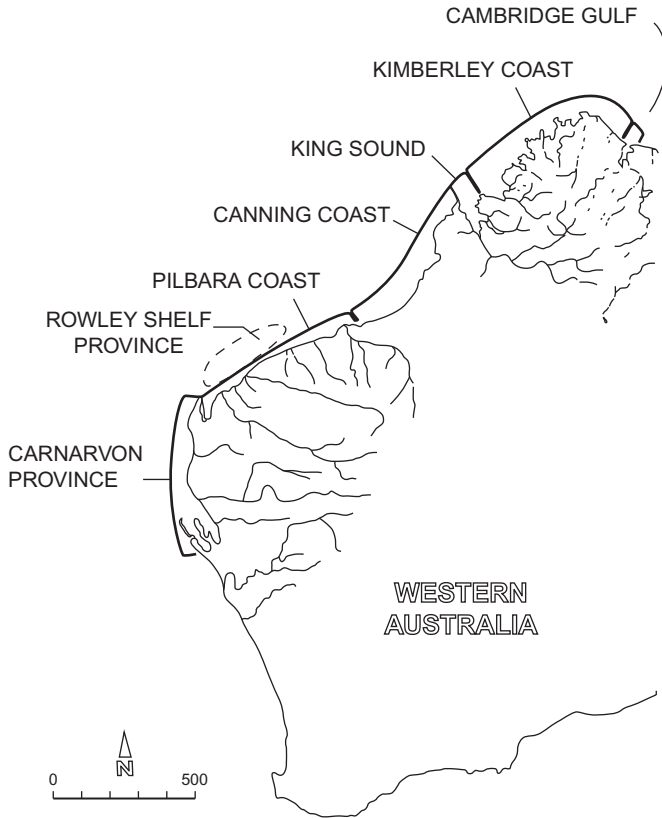 CAMBRIDGE GULF
KIMBERLEY COAST
KING SOUND
CANNING COAST
PILBARA COAST
ROWLEY SHELF
PROVINCE
CARNARVON
PROVINCE
WESTERN
AUSTRALIA
N
0 500